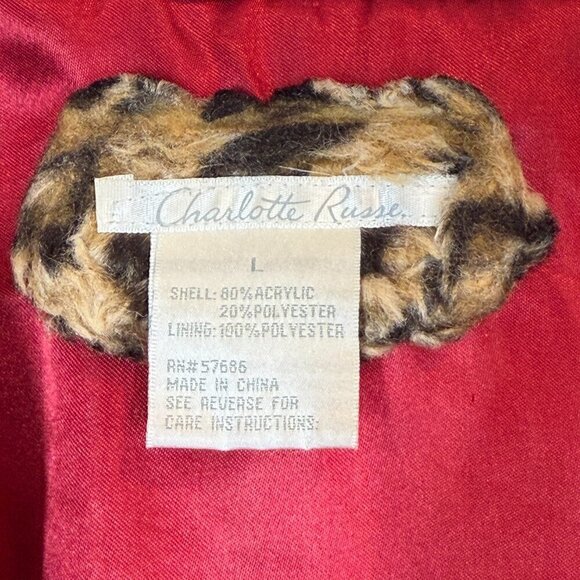 Charlotte Russe.
L
SHELL: 80%ACRYLIC
20%POLYESTER
LINING: 100%POLYESTER
RN#57686
MADE IN CHINA
SEE REVERSE FOR
CARE INSTRUCTIONS: